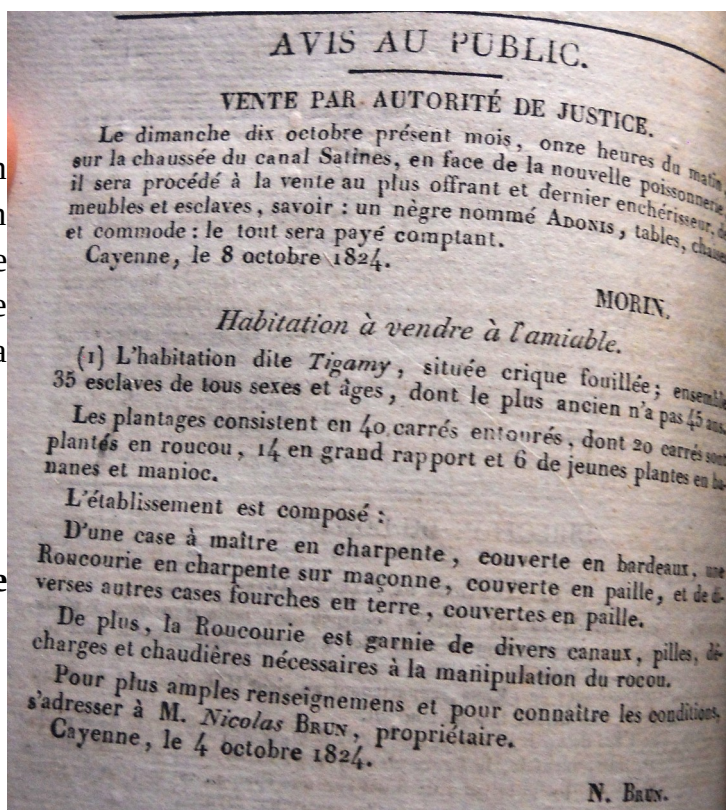 AVIS AU PUBLIC.
VENTE PAR AUTORITÉ DE JUSTICE.
Le dimanche dix octobre présent mois, onze heures du matin,
sur la chaussée du canal Satines, en face de la nouvelle poissonnerie,
il sera procédé à la vente au plus offrant et dernier enchérisseur, de
meubles et esclaves, savoir : un nègre nommé ADONIS, tables, chaises
et commode : le tout sera payé comptant.
Cayenne, le 8 octobre 1824.
MORIN.
Habitation à vendre à l'amiable.
(1) L'habitation dite Tigamy, située crique fouillée; ensemble
35 esclaves de tous sexes et âges, dont le plus ancien n'a pas 45 ans.
Les plantages consistent en 40 carrés entourés, dont 20 carrés sont
plantés en roucou, 14 en grand rapport et 6 de jeunes plantes en ba-
nanes et manioc.
L'établissement est composé :
D'une case à maître en charpente, couverte en bardeaux, une
Roucourie en charpente sur maçonne, couverte en paille, et de di-
verses autres cases fourches en terre, couvertes en paille.
De plus, la Roucourie est garnie de divers canaux, pilles, dé-
charges et chaudières nécessaires à la manipulation du rocou.
Pour plus amples renseignemens et pour connaître les conditions,
s'adresser à M. Nicolas BRUN, propriétaire.
Cayenne, le 4 octobre 1824.
N. BRUN.